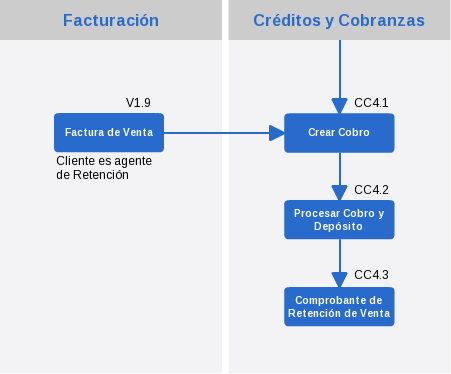 Facturación
Créditos y Cobranzas
V1.9
CC4.1
Factura de Venta
Crear Cobro
Cliente es agente
de Retención
CC4.2
Procesar Cobro y
Depósito
CC4.3
Comprobante de
Retención de Venta